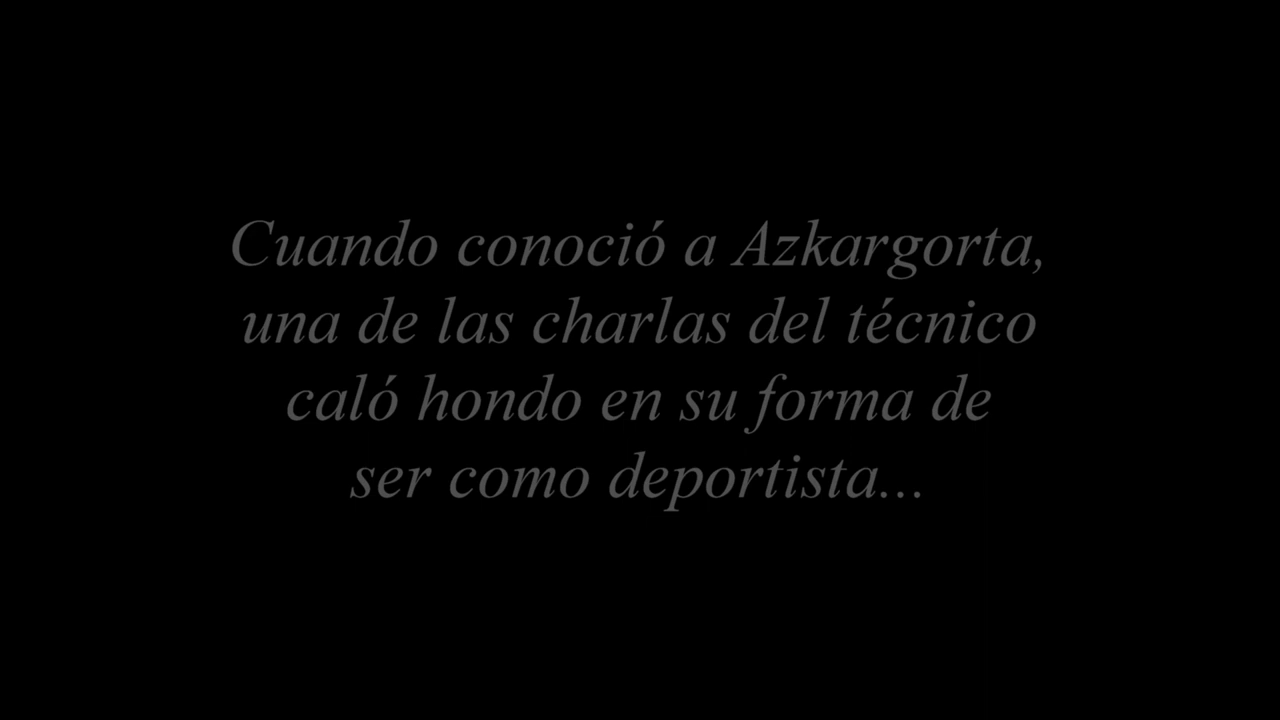 Cuando conoció a Azkargorta,
una de las charlas del técnico
caló hondo en su forma de
ser como deportista...